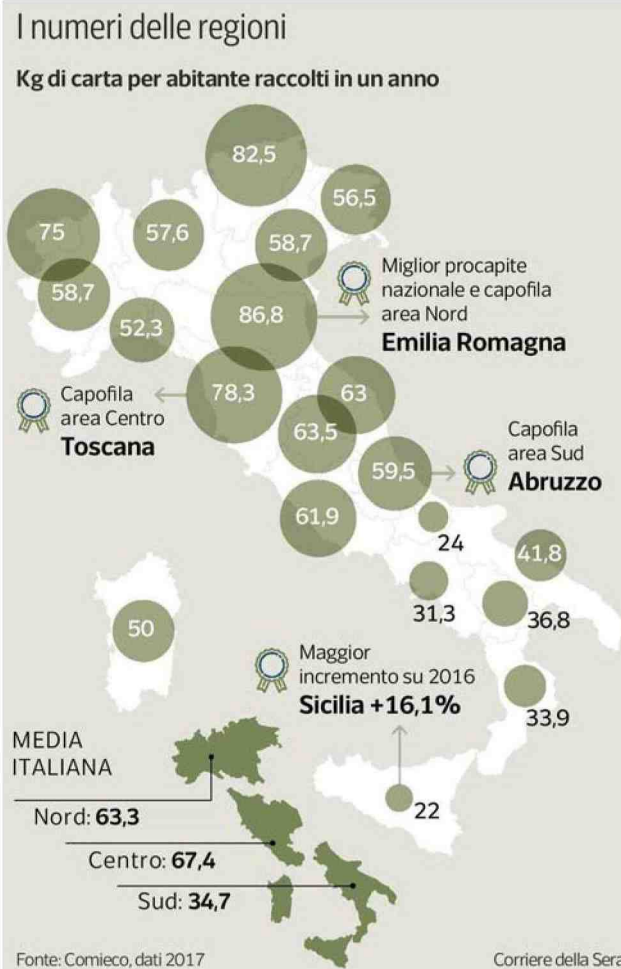 I numeri delle regioni
Kg di carta per abitante raccolti in un anno
82,5
56,5
75
57,6
58,7
58,7
Miglior procapite
nazionale e capofila
area Nord
Emilia Romagna
52,3
86,8
Capofila
area Centro
Toscana
78,3
63
63,5
Capofila
area Sud
Abruzzo
59,5
61,9
24
41,8
31,3
36,8
50
Maggior
incremento su 2016
Sicilia +16,1%
33,9
22
MEDIA
ITALIANA
Nord: 63,3
Centro: 67,4
Sud: 34,7
Fonte: Comieco, dati 2017
Corriere della Sera